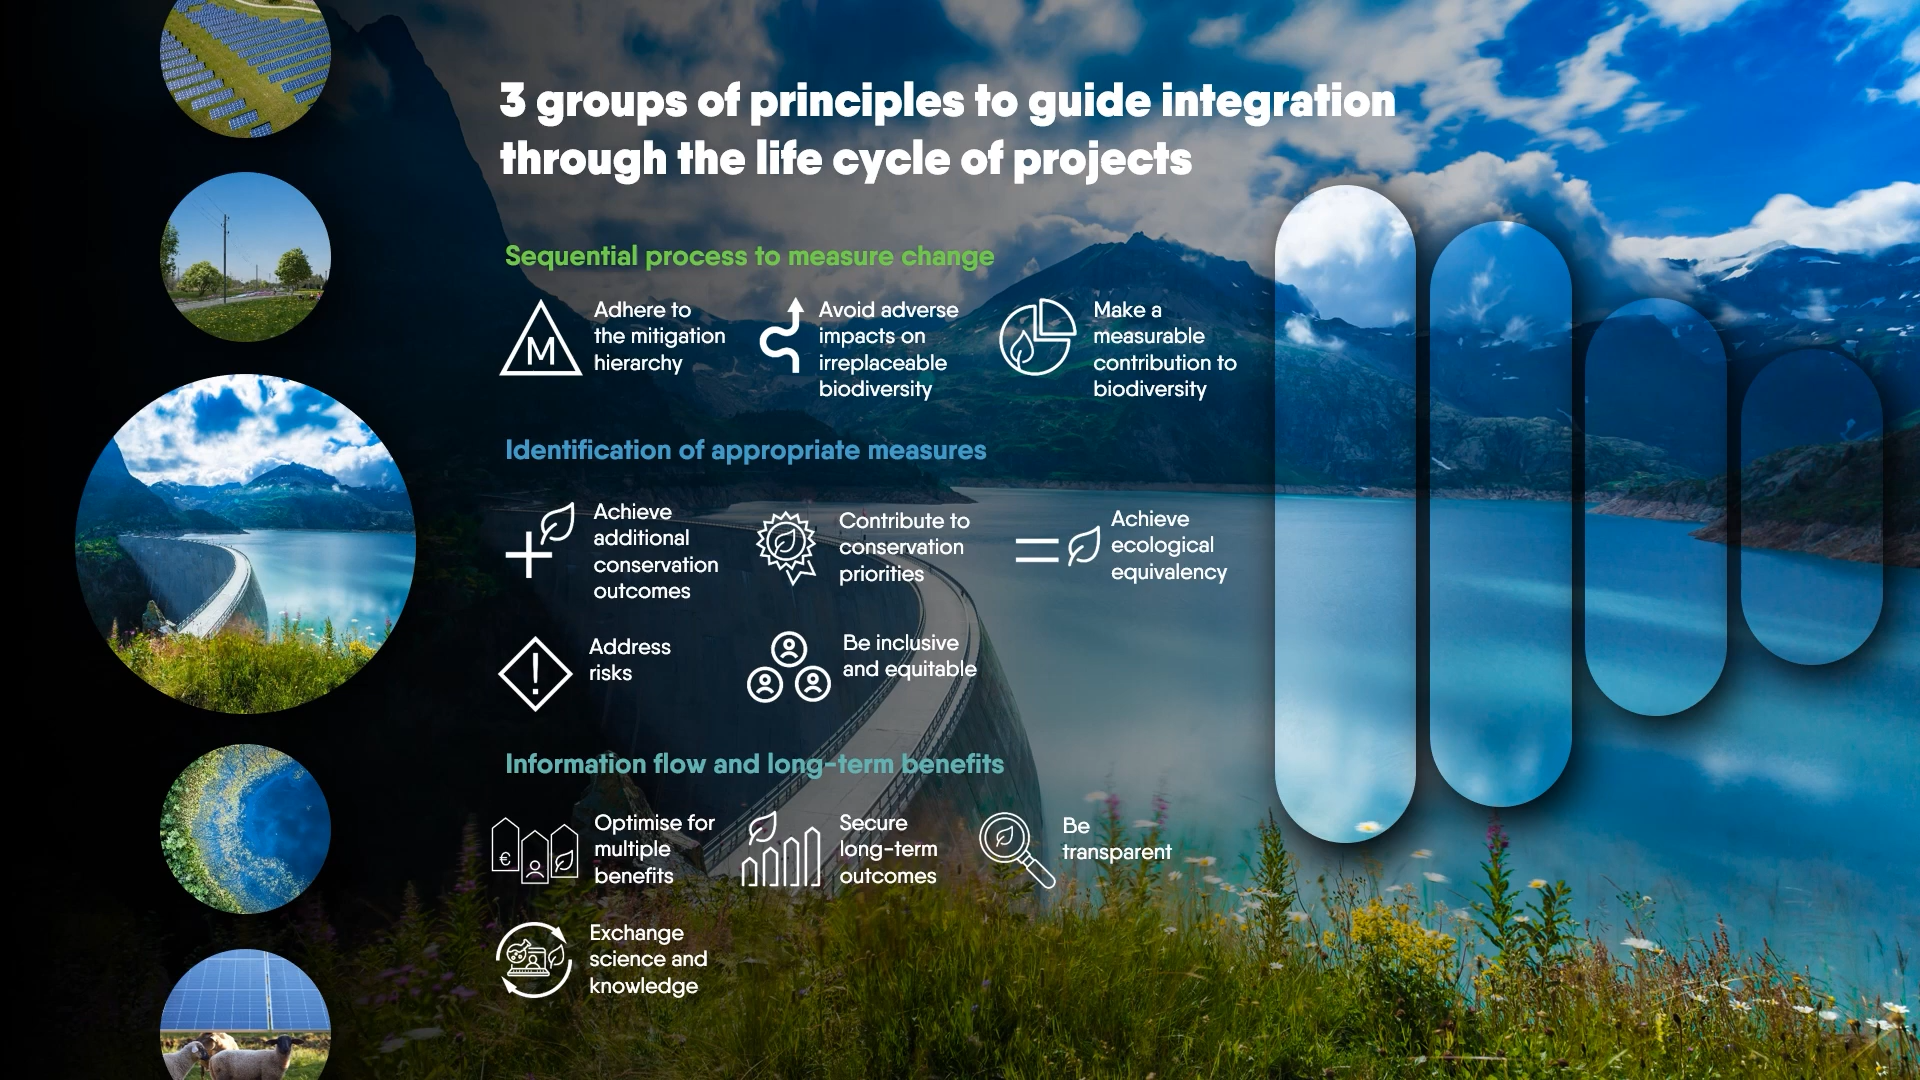 3 groups of principles to guide integration
through the life cycle of projects
Sequential process to measure change
M
Adhere to
the mitigation
hierarchy
Avoid adverse
impacts on
irreplaceable
biodiversity
Make a
measurable
contribution to
biodiversity
Identification of appropriate measures
Achieve
additional
conservation
outcomes
Contribute to
conservation
priorities
Achieve
ecological
equivalency
!
Address
risks
Be inclusive
and equitable
Information flow and long-term benefits
€
Optimise for
multiple
benefits
Secure
long-term
outcomes
Be
transparent
Exchange
science and
knowledge